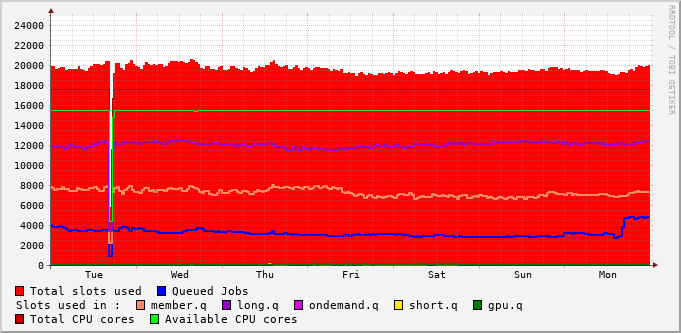 24000
22000
20000
18000
16000
14000
12000
10000
8000
6000
4000
2000
0
Tue Wed Thu Fri Sat Sun Mon
Total slots used Queued Jobs
Slots used in : member.q long.q ondemand.q short.q gpu.q
Total CPU cores Available CPU cores
RRDTOOL / TOBI OETIKER